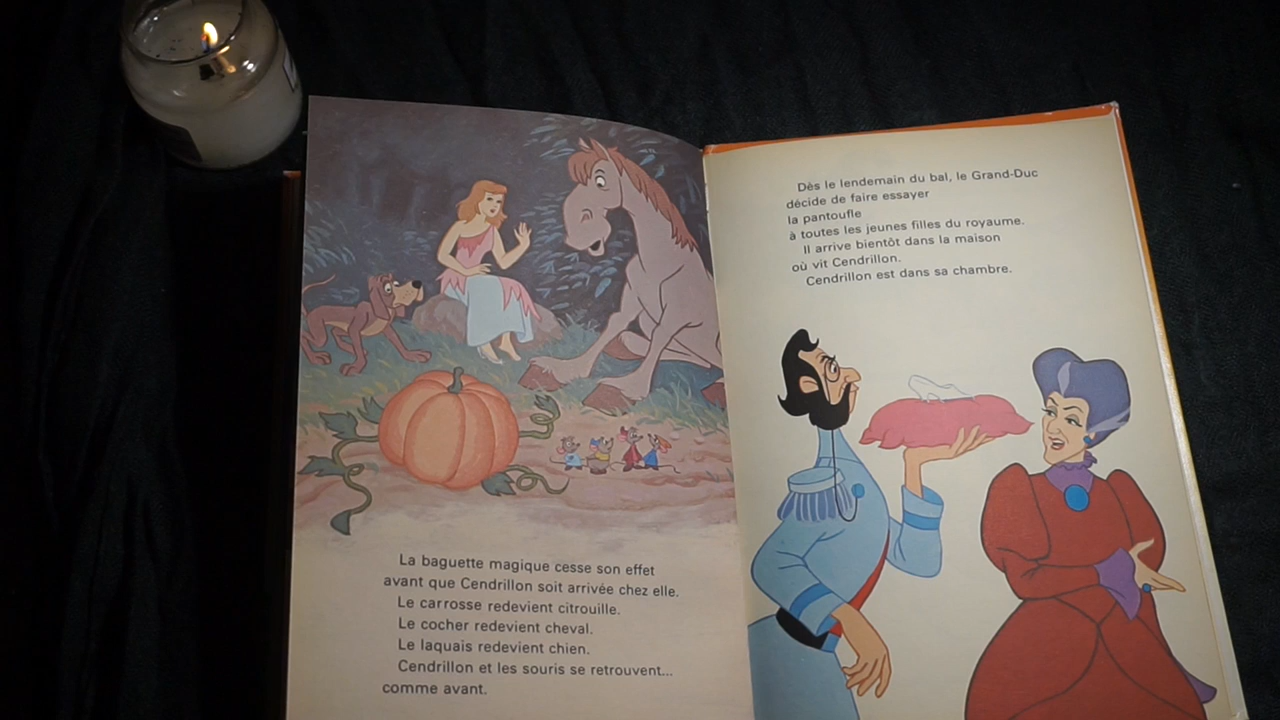 La baguette magique cesse son effet
avant que Cendrillon soit arrivée chez elle.
Le carrosse redevient citrouille.
Le cocher redevient cheval.
Le laquais redevient chien.
Cendrillon et les souris se retrouvent...
comme avant.
Dès le lendemain du bal, le Grand-Duc
décide de faire essayer
la pantoufle
à toutes les jeunes filles du royaume.
Il arrive bientôt dans la maison
où vit Cendrillon.
Cendrillon est dans sa chambre.